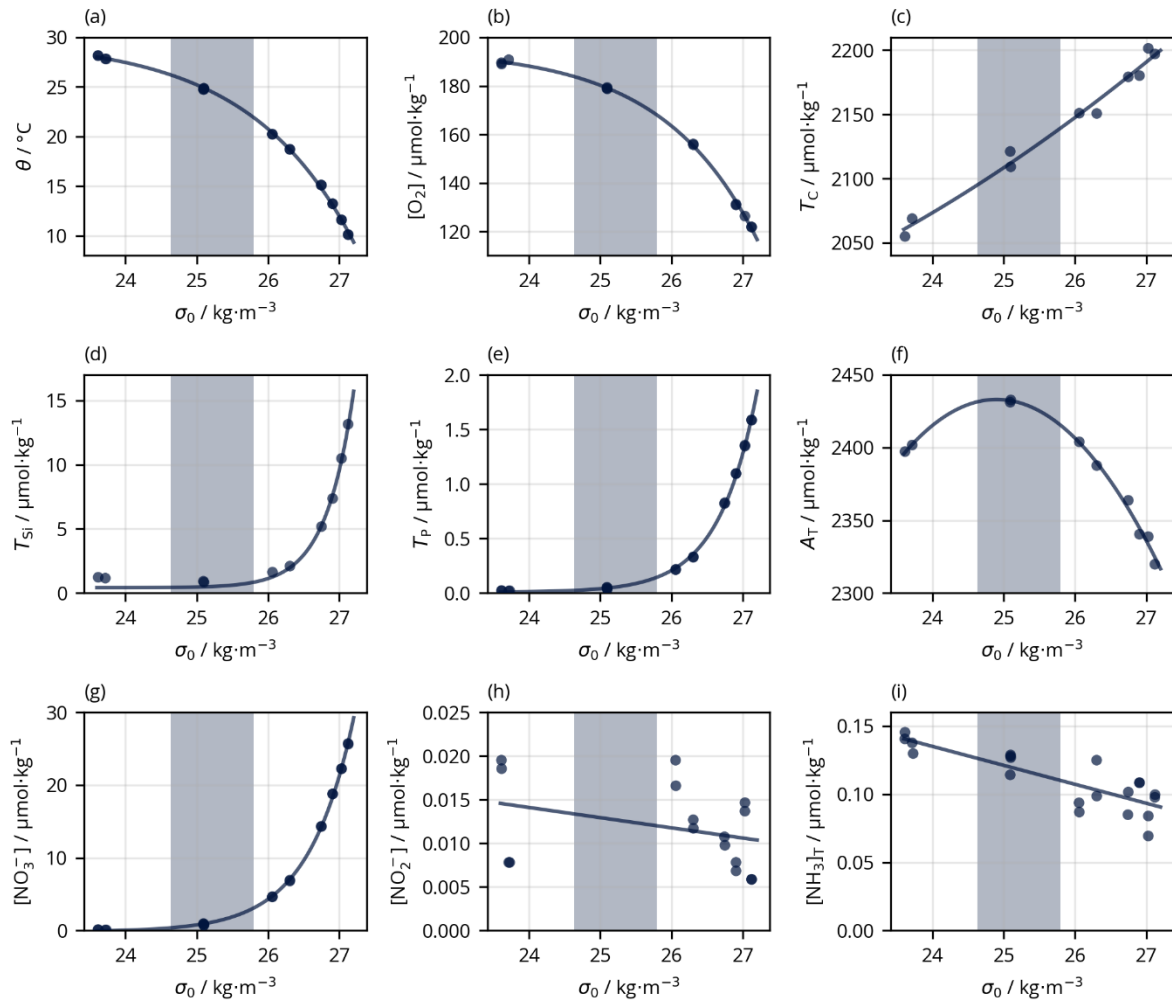 (a)
30
25
20
15
10
θ / °C
24 25 26 27
σ₀ / kg·m⁻³
(b)
200
180
160
140
120
[O₂] / µmol·kg⁻¹
24 25 26 27
σ₀ / kg·m⁻³
(c)
2200
2150
2100
2050
T_C / µmol·kg⁻¹
24 25 26 27
σ₀ / kg·m⁻³
(d)
15
10
5
0
T_Si / µmol·kg⁻¹
24 25 26 27
σ₀ / kg·m⁻³
(e)
2.0
1.5
1.0
0.5
0.0
T_P / µmol·kg⁻¹
24 25 26 27
σ₀ / kg·m⁻³
(f)
2450
2400
2350
2300
A_T / µmol·kg⁻¹
24 25 26 27
σ₀ / kg·m⁻³
(g)
30
20
10
0
[NO₃⁻] / µmol·kg⁻¹
24 25 26 27
σ₀ / kg·m⁻³
(h)
0.025
0.020
0.015
0.010
0.005
0.000
[NO₂⁻] / µmol·kg⁻¹
24 25 26 27
σ₀ / kg·m⁻³
(i)
0.15
0.10
0.05
0.00
[NH₃]_T / µmol·kg⁻¹
24 25 26 27
σ₀ / kg·m⁻³